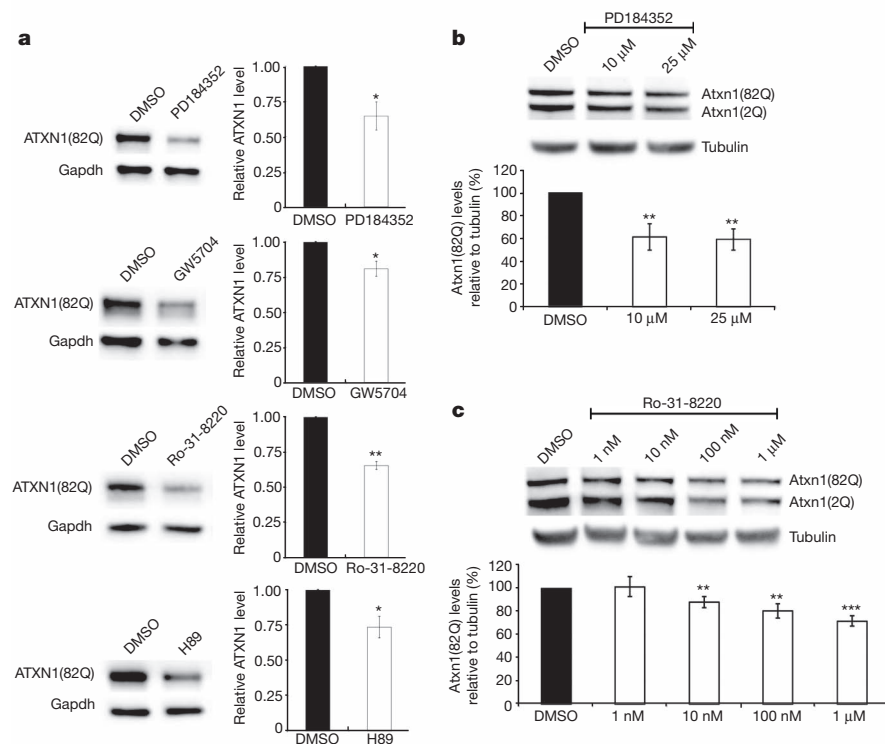 a
DMSO
PD184352
ATXN1(82Q)
Gapdh
Relative ATXN1 level
1.00
0.75
0.50
0.25
0
*
DMSO PD184352
DMSO
GW5704
ATXN1(82Q)
Gapdh
Relative ATXN1 level
1.00
0.75
0.50
0.25
0
*
DMSO GW5704
DMSO
Ro-31-8220
ATXN1(82Q)
Gapdh
Relative ATXN1 level
1.00
0.75
0.50
0.25
0
**
DMSO Ro-31-8220
DMSO
H89
ATXN1(82Q)
Gapdh
Relative ATXN1 level
1.00
0.75
0.50
0.25
0
*
DMSO H89
b
PD184352
DMSO
10 μM
25 μM
Atxn1(82Q)
Atxn1(2Q)
Tubulin
Atxn1(82Q) levels
relative to tubulin (%)
120
100
80
60
40
20
0
** **
DMSO 10 μM 25 μM
c
Ro-31-8220
DMSO
1 nM
10 nM
100 nM
1 μM
Atxn1(82Q)
Atxn1(2Q)
Tubulin
Atxn1(82Q) levels
relative to tubulin (%)
120
100
80
60
40
20
0
** ** ***
DMSO 1 nM 10 nM 100 nM 1 μM